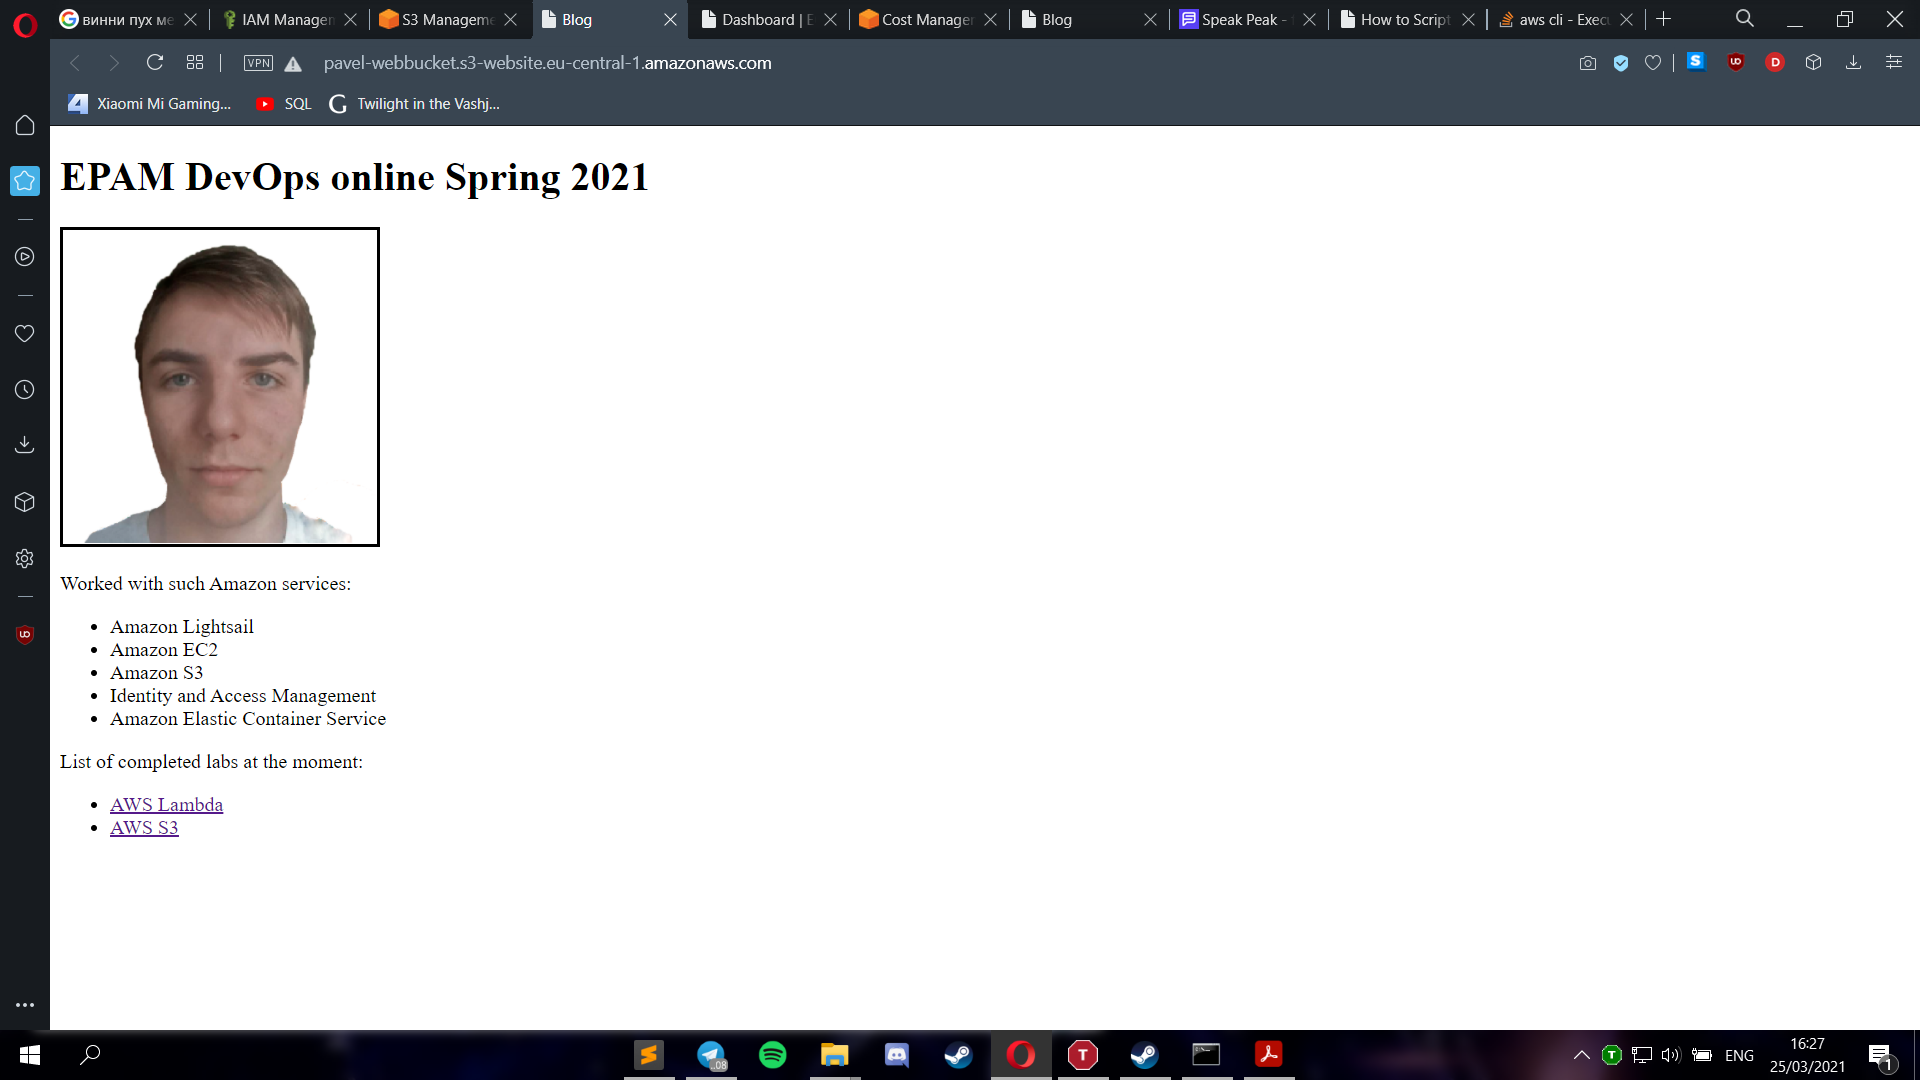 винни пух ме
IAM Managen
S3 Manageme
Blog
Dashboard | E
Cost Manager
Blog
Speak Peak -
How to Script
aws cli - Execu
VPN
pavel-webbucket.s3-website.eu-central-1.amazonaws.com
Xiaomi Mi Gaming...
SQL
Twilight in the Vashj...
EPAM DevOps online Spring 2021
Worked with such Amazon services:
Amazon Lightsail
Amazon EC2
Amazon S3
Identity and Access Management
Amazon Elastic Container Service
List of completed labs at the moment:
AWS Lambda
AWS S3
ENG
16:27
25/03/2021
1